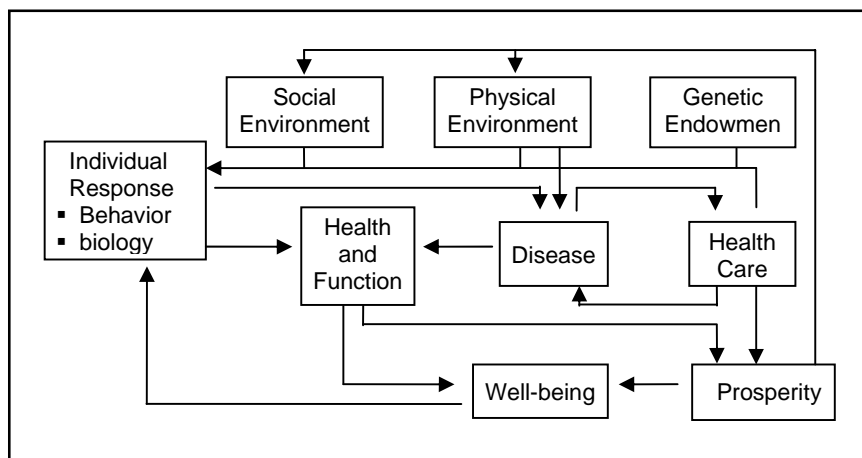 Social
Environment
Physical
Environment
Genetic
Endowmen
Individual
Response
▪ Behavior
▪ biology
Health
and
Function
Disease
Health
Care
Well-being
Prosperity